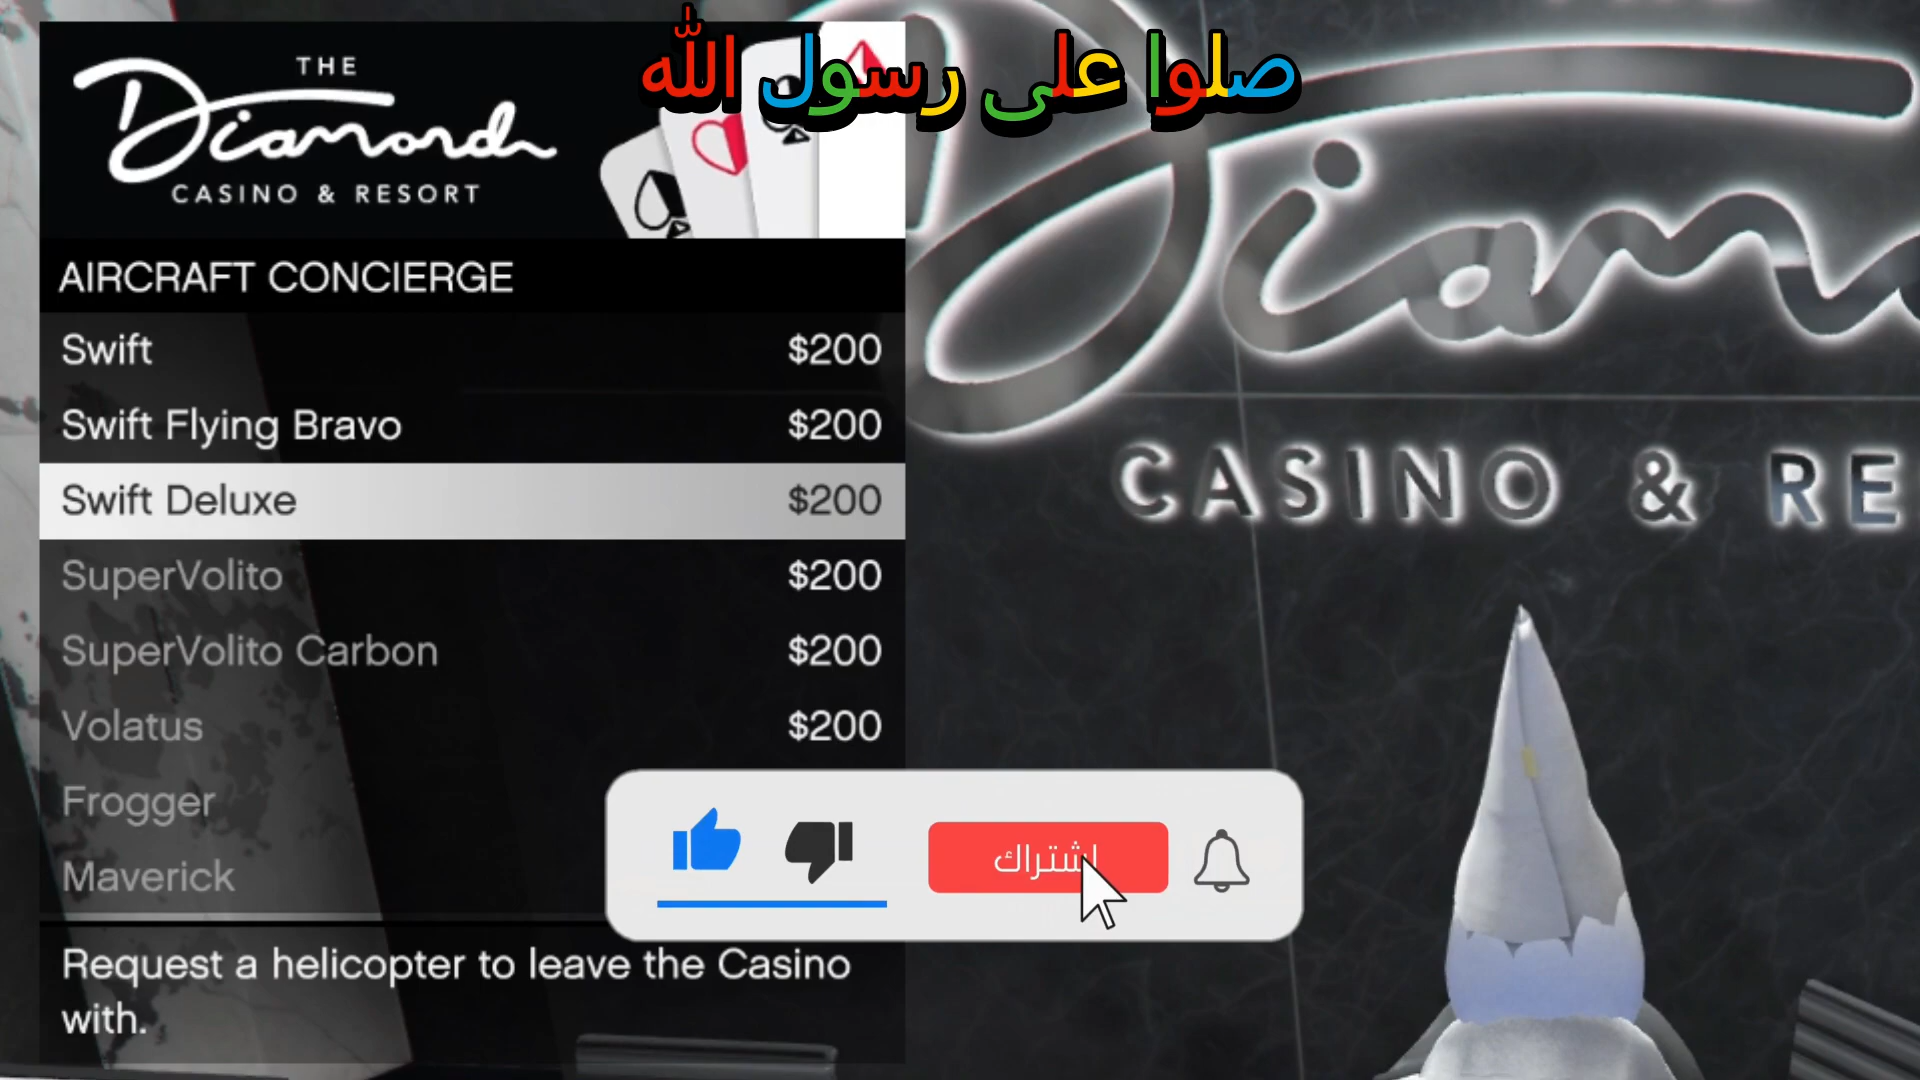 صلوا على رسول الله
THE
Diamond
CASINO & RESORT
AIRCRAFT CONCIERGE
Swift $200
Swift Flying Bravo $200
Swift Deluxe $200
SuperVolito $200
SuperVolito Carbon $200
Volatus $200
Frogger
Maverick
Request a helicopter to leave the Casino
with.
CASINO & RE
اشتراك